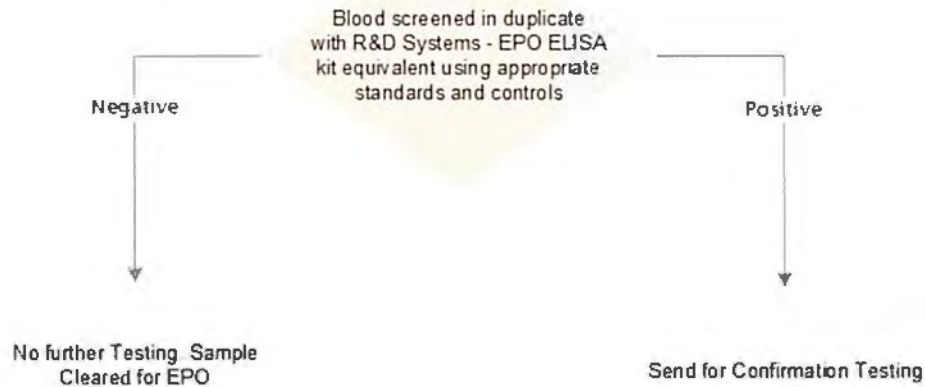 Blood screened in duplicate
with R&D Systems - EPO ELISA
kit equivalent using appropriate
standards and controls
Negative
Positive
No further Testing Sample
Cleared for EPO
Send for Confirmation Testing